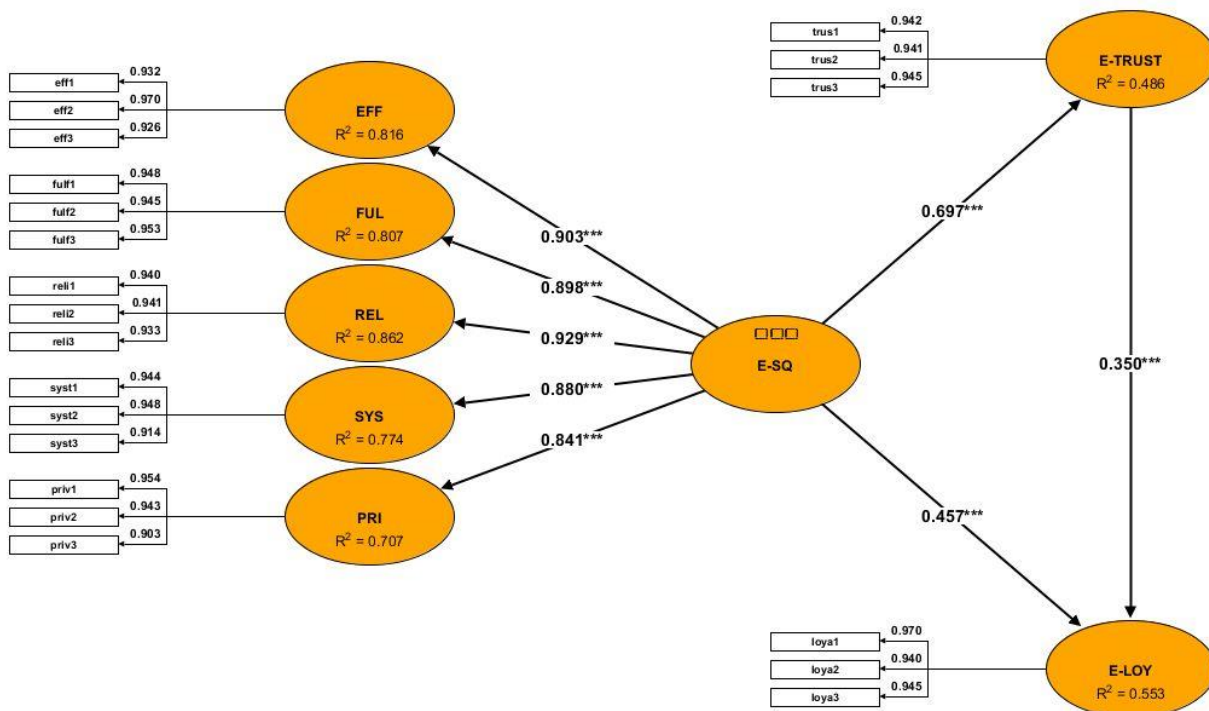 eff1
eff2
eff3
0.932
0.970
0.926
EFF
R² = 0.816
fulf1
fulf2
fulf3
0.948
0.945
0.953
FUL
R² = 0.807
reli1
reli2
reli3
0.940
0.941
0.933
REL
R² = 0.862
syst1
syst2
syst3
0.944
0.948
0.914
SYS
R² = 0.774
priv1
priv2
priv3
0.954
0.943
0.903
PRI
R² = 0.707
0.903***
0.898***
0.929***
0.880***
0.841***
□□□
E-SQ
0.697***
0.457***
trus1
trus2
trus3
0.942
0.941
0.945
E-TRUST
R² = 0.486
0.350***
loya1
loya2
loya3
0.970
0.940
0.945
E-LOY
R² = 0.553